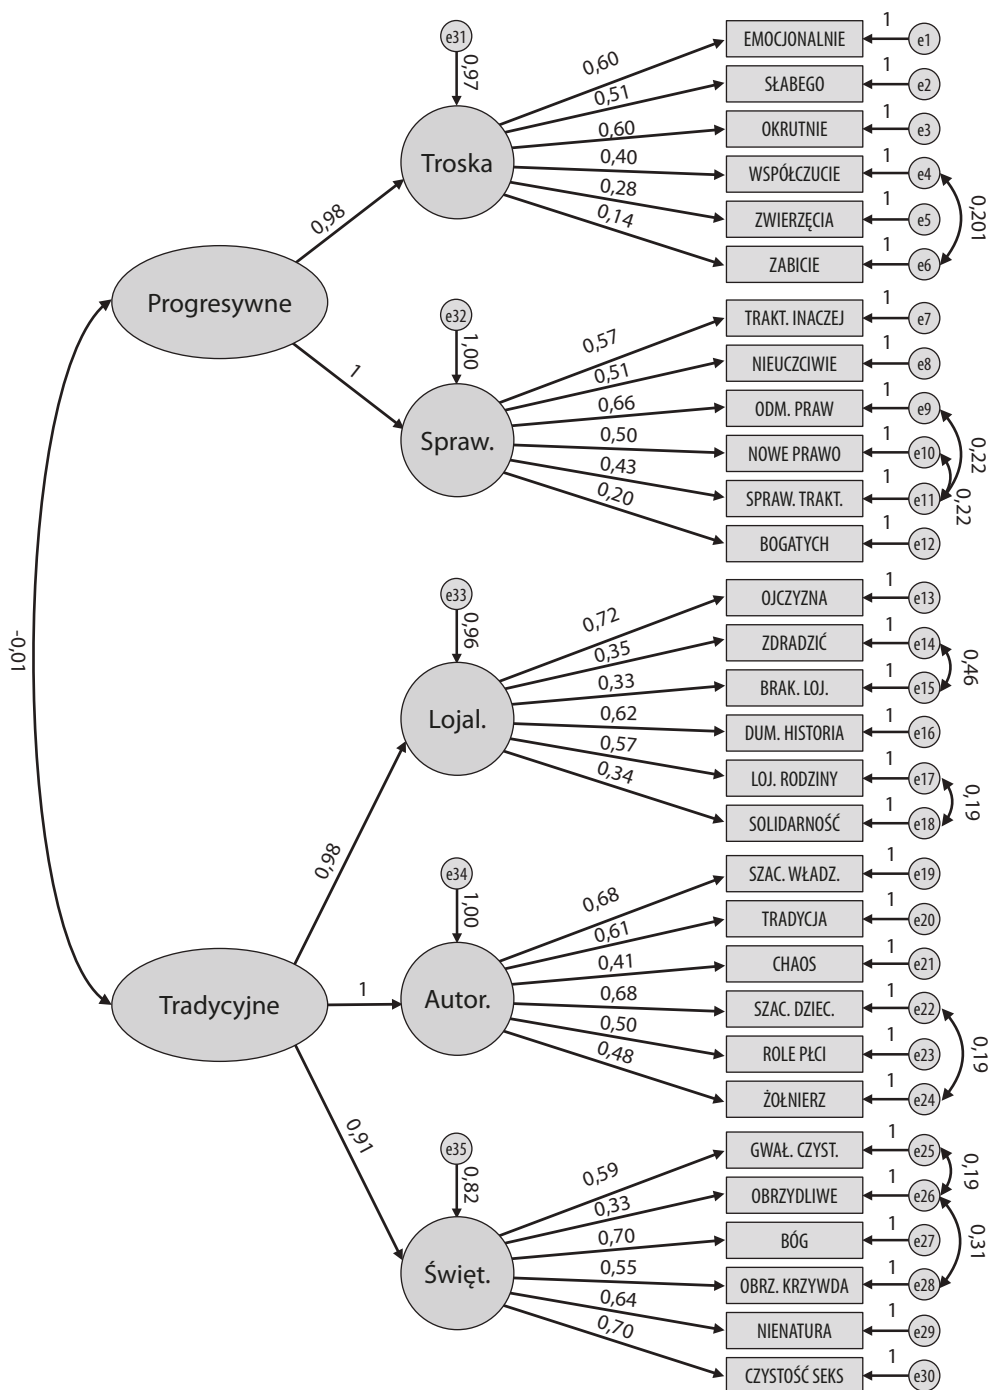 e31
0,97
Troska
0,60
0,51
0,60
0,40
0,28
0,14
EMOCJONALNIE
1
e1
SŁABEGO
1
e2
OKRUTNIE
1
e3
WSPÓŁCZUCIE
1
e4
ZWIERZĘCIA
1
e5
ZABICIE
1
e6
0,201
0,98
Progresywne
1
e32
1,00
Spraw.
0,57
0,51
0,66
0,50
0,43
0,20
TRAKT. INACZEJ
1
e7
NIEUCZCIWIE
1
e8
ODM. PRAW
1
e9
NOWE PRAWO
1
e10
SPRAW. TRAKT.
1
e11
BOGATYCH
1
e12
0,22
0,22
-0,01
e33
0,96
Lojal.
0,72
0,35
0,33
0,62
0,57
0,34
OJCZYZNA
1
e13
ZDRADZIĆ
1
e14
BRAK. LOJ.
1
e15
DUM. HISTORIA
1
e16
LOJ. RODZINY
1
e17
SOLIDARNOŚĆ
1
e18
0,46
0,19
0,98
Tradycyjne
1
0,91
e34
1,00
Autor.
0,68
0,61
0,41
0,68
0,50
0,48
SZAC. WŁADZ.
1
e19
TRADYCJA
1
e20
CHAOS
1
e21
SZAC. DZIEC.
1
e22
ROLE PŁCI
1
e23
ŻOŁNIERZ
1
e24
0,19
e35
0,82
Święt.
0,59
0,33
0,70
0,55
0,64
0,70
GWAŁ. CZYST.
1
e25
OBRZYDLIWE
1
e26
BÓG
1
e27
OBRZ. KRZYWDA
1
e28
NIENATURA
1
e29
CZYSTOŚĆ SEKS
1
e30
0,19
0,31